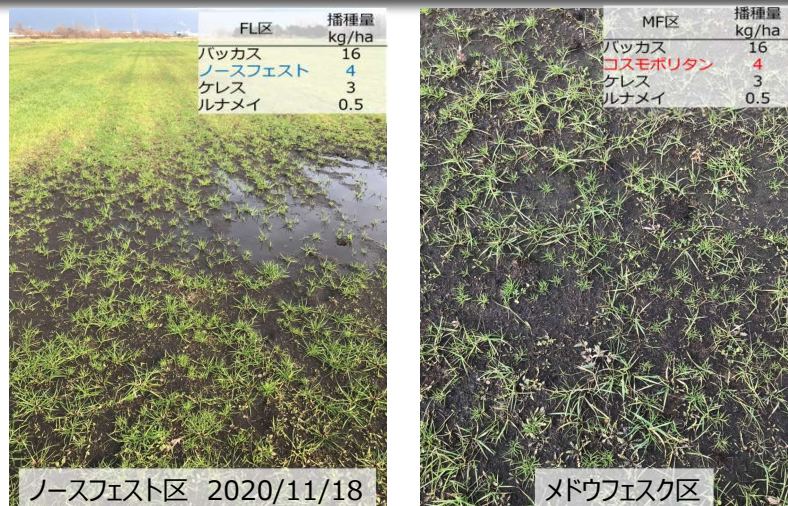 FL区 播種量 kg/ha
バッカス 16
ノースフェスト 4
ケレス 3
ルナメイ 0.5
ノースフェスト区 2020/11/18
MF区 播種量 kg/ha
バッカス 16
コスモポリタン 4
ケレス 3
ルナメイ 0.5
メドウフェスク区